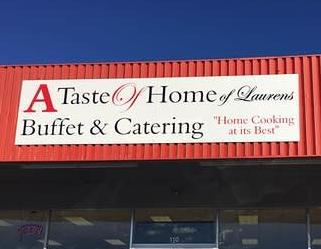 A Taste Of Home of Laurens
Buffet & Catering
"Home Cooking
at its Best"